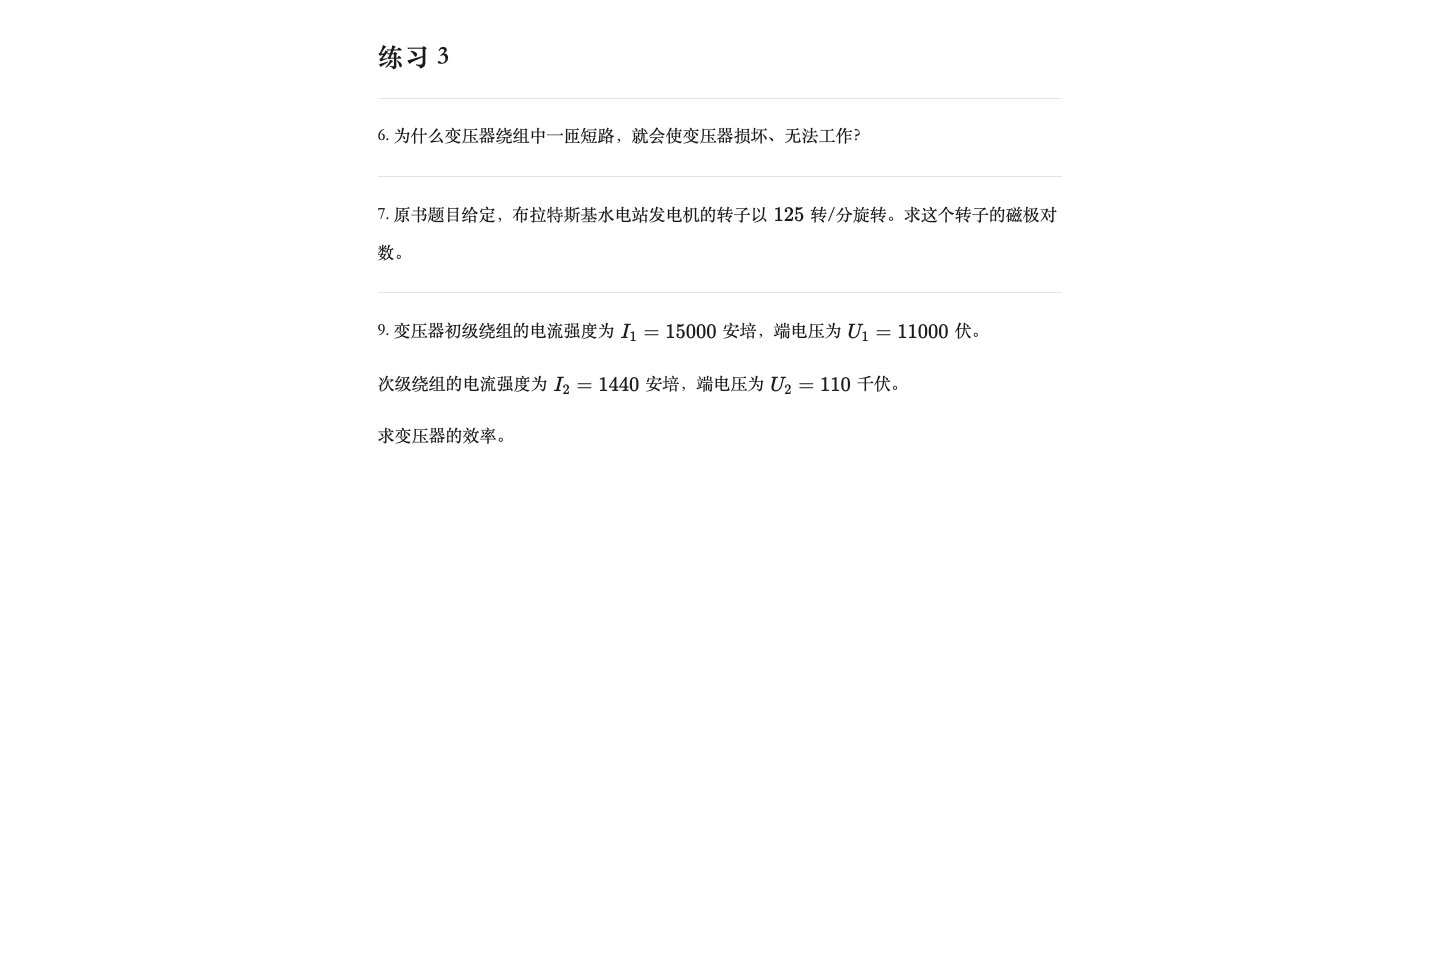 练习 3
6. 为什么变压器绕组中一匝短路，就会使变压器损坏、无法工作?
7. 原书题目给定，布拉特斯基水电站发电机的转子以 125 转/分旋转。求这个转子的磁极对
数。
9. 变压器初级绕组的电流强度为 I₁ = 15000 安培，端电压为 U₁ = 11000 伏。
次级绕组的电流强度为 I₂ = 1440 安培，端电压为 U₂ = 110 千伏。
求变压器的效率。